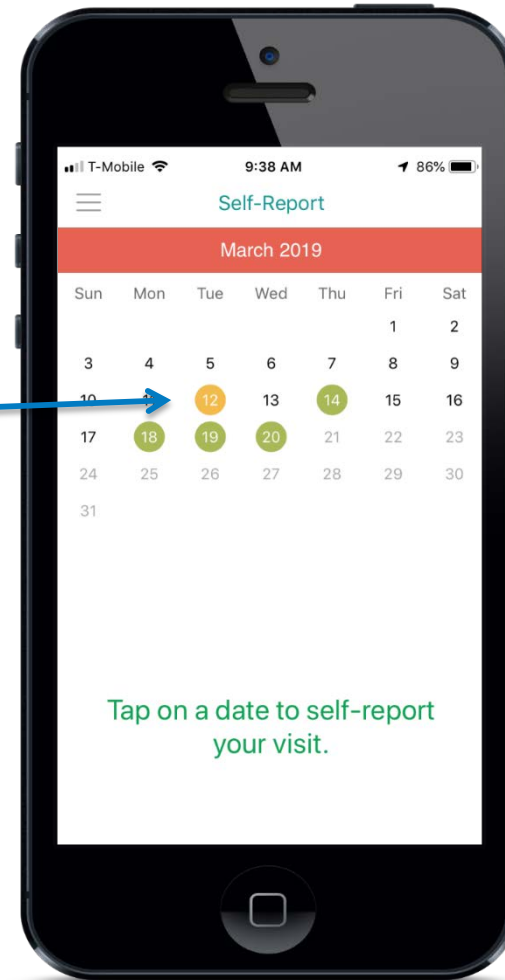 T-Mobile 9:38 AM 86%
Self-Report
March 2019
Sun Mon Tue Wed Thu Fri Sat
1 2
3 4 5 6 7 8 9
10 12 13 14 15 16
17 18 19 20 21 22 23
24 25 26 27 28 29 30
31
Tap on a date to self-report
your visit.